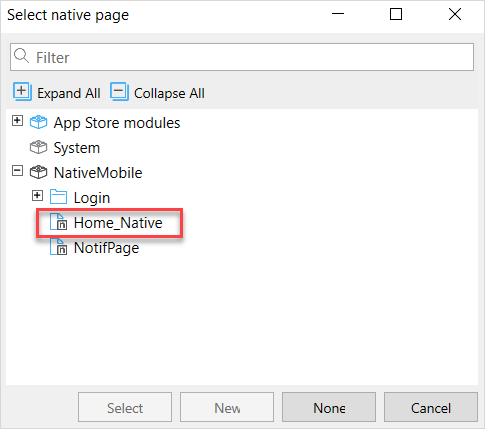 Select native page
Filter
Expand All Collapse All
App Store modules
System
NativeMobile
Login
Home_Native
NotifPage
Select New None Cancel